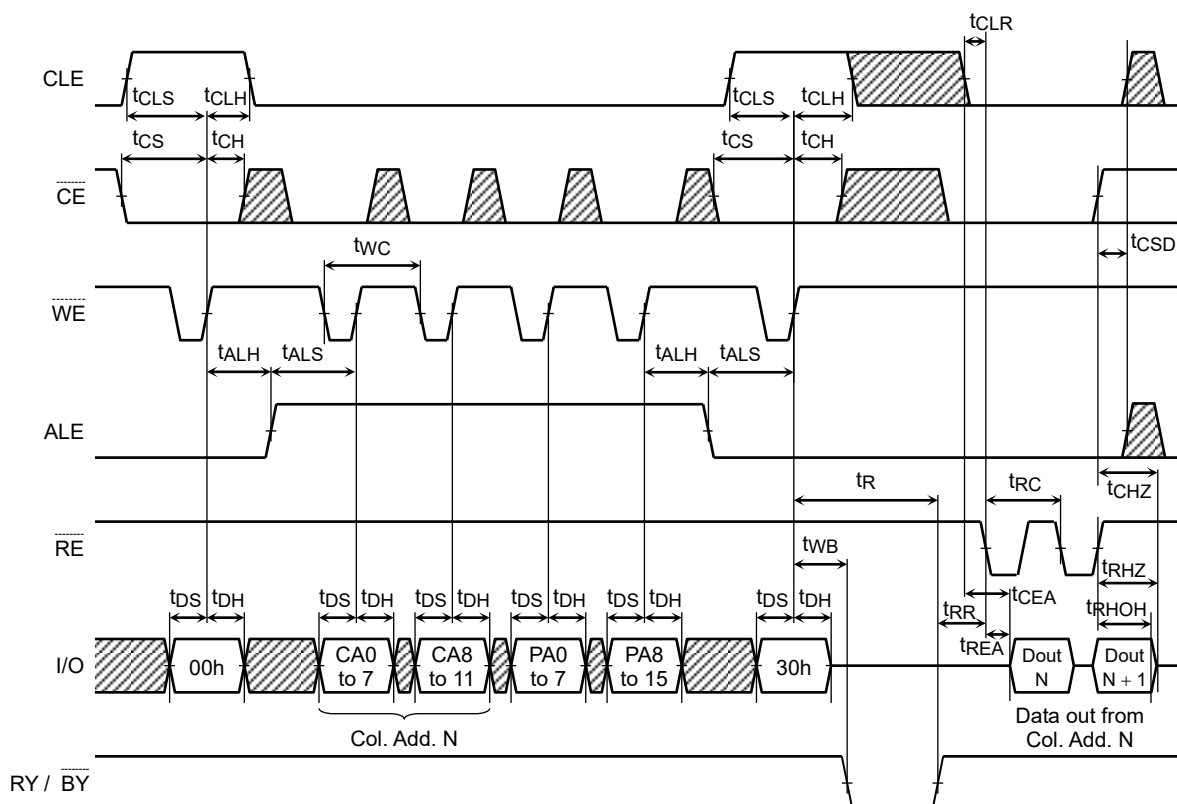 tCLR
CLE
tCLS tCLH tCLS tCLH
tCS tCH tCS tCH
CE
tCSD
tWC
WE
tALH tALS tALH tALS
ALE
tR tRC tCHZ
RE
tWB
tRHZ
tDS tDH tDS tDH tDS tDH tDS tDH tDS tDH tDS tDH tRR tCEA tRHOH
tREA
I/O 00h CA0 to 7 CA8 to 11 PA0 to 7 PA8 to 15 30h Dout N Dout N + 1
Col. Add. N
Data out from
Col. Add. N
RY / BY